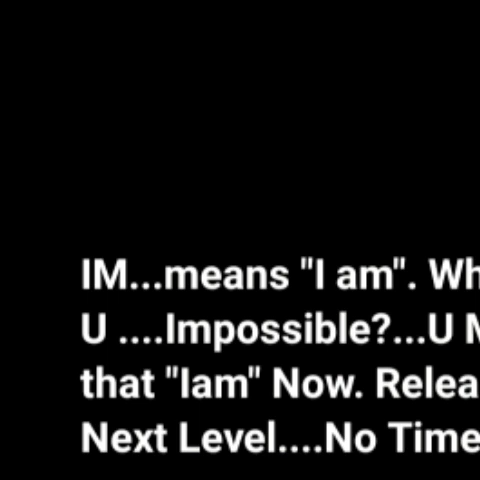 IM...means "I am". Wh
U ....Impossible?...U
that "Iam" Now. Relea
Next Level....No Time